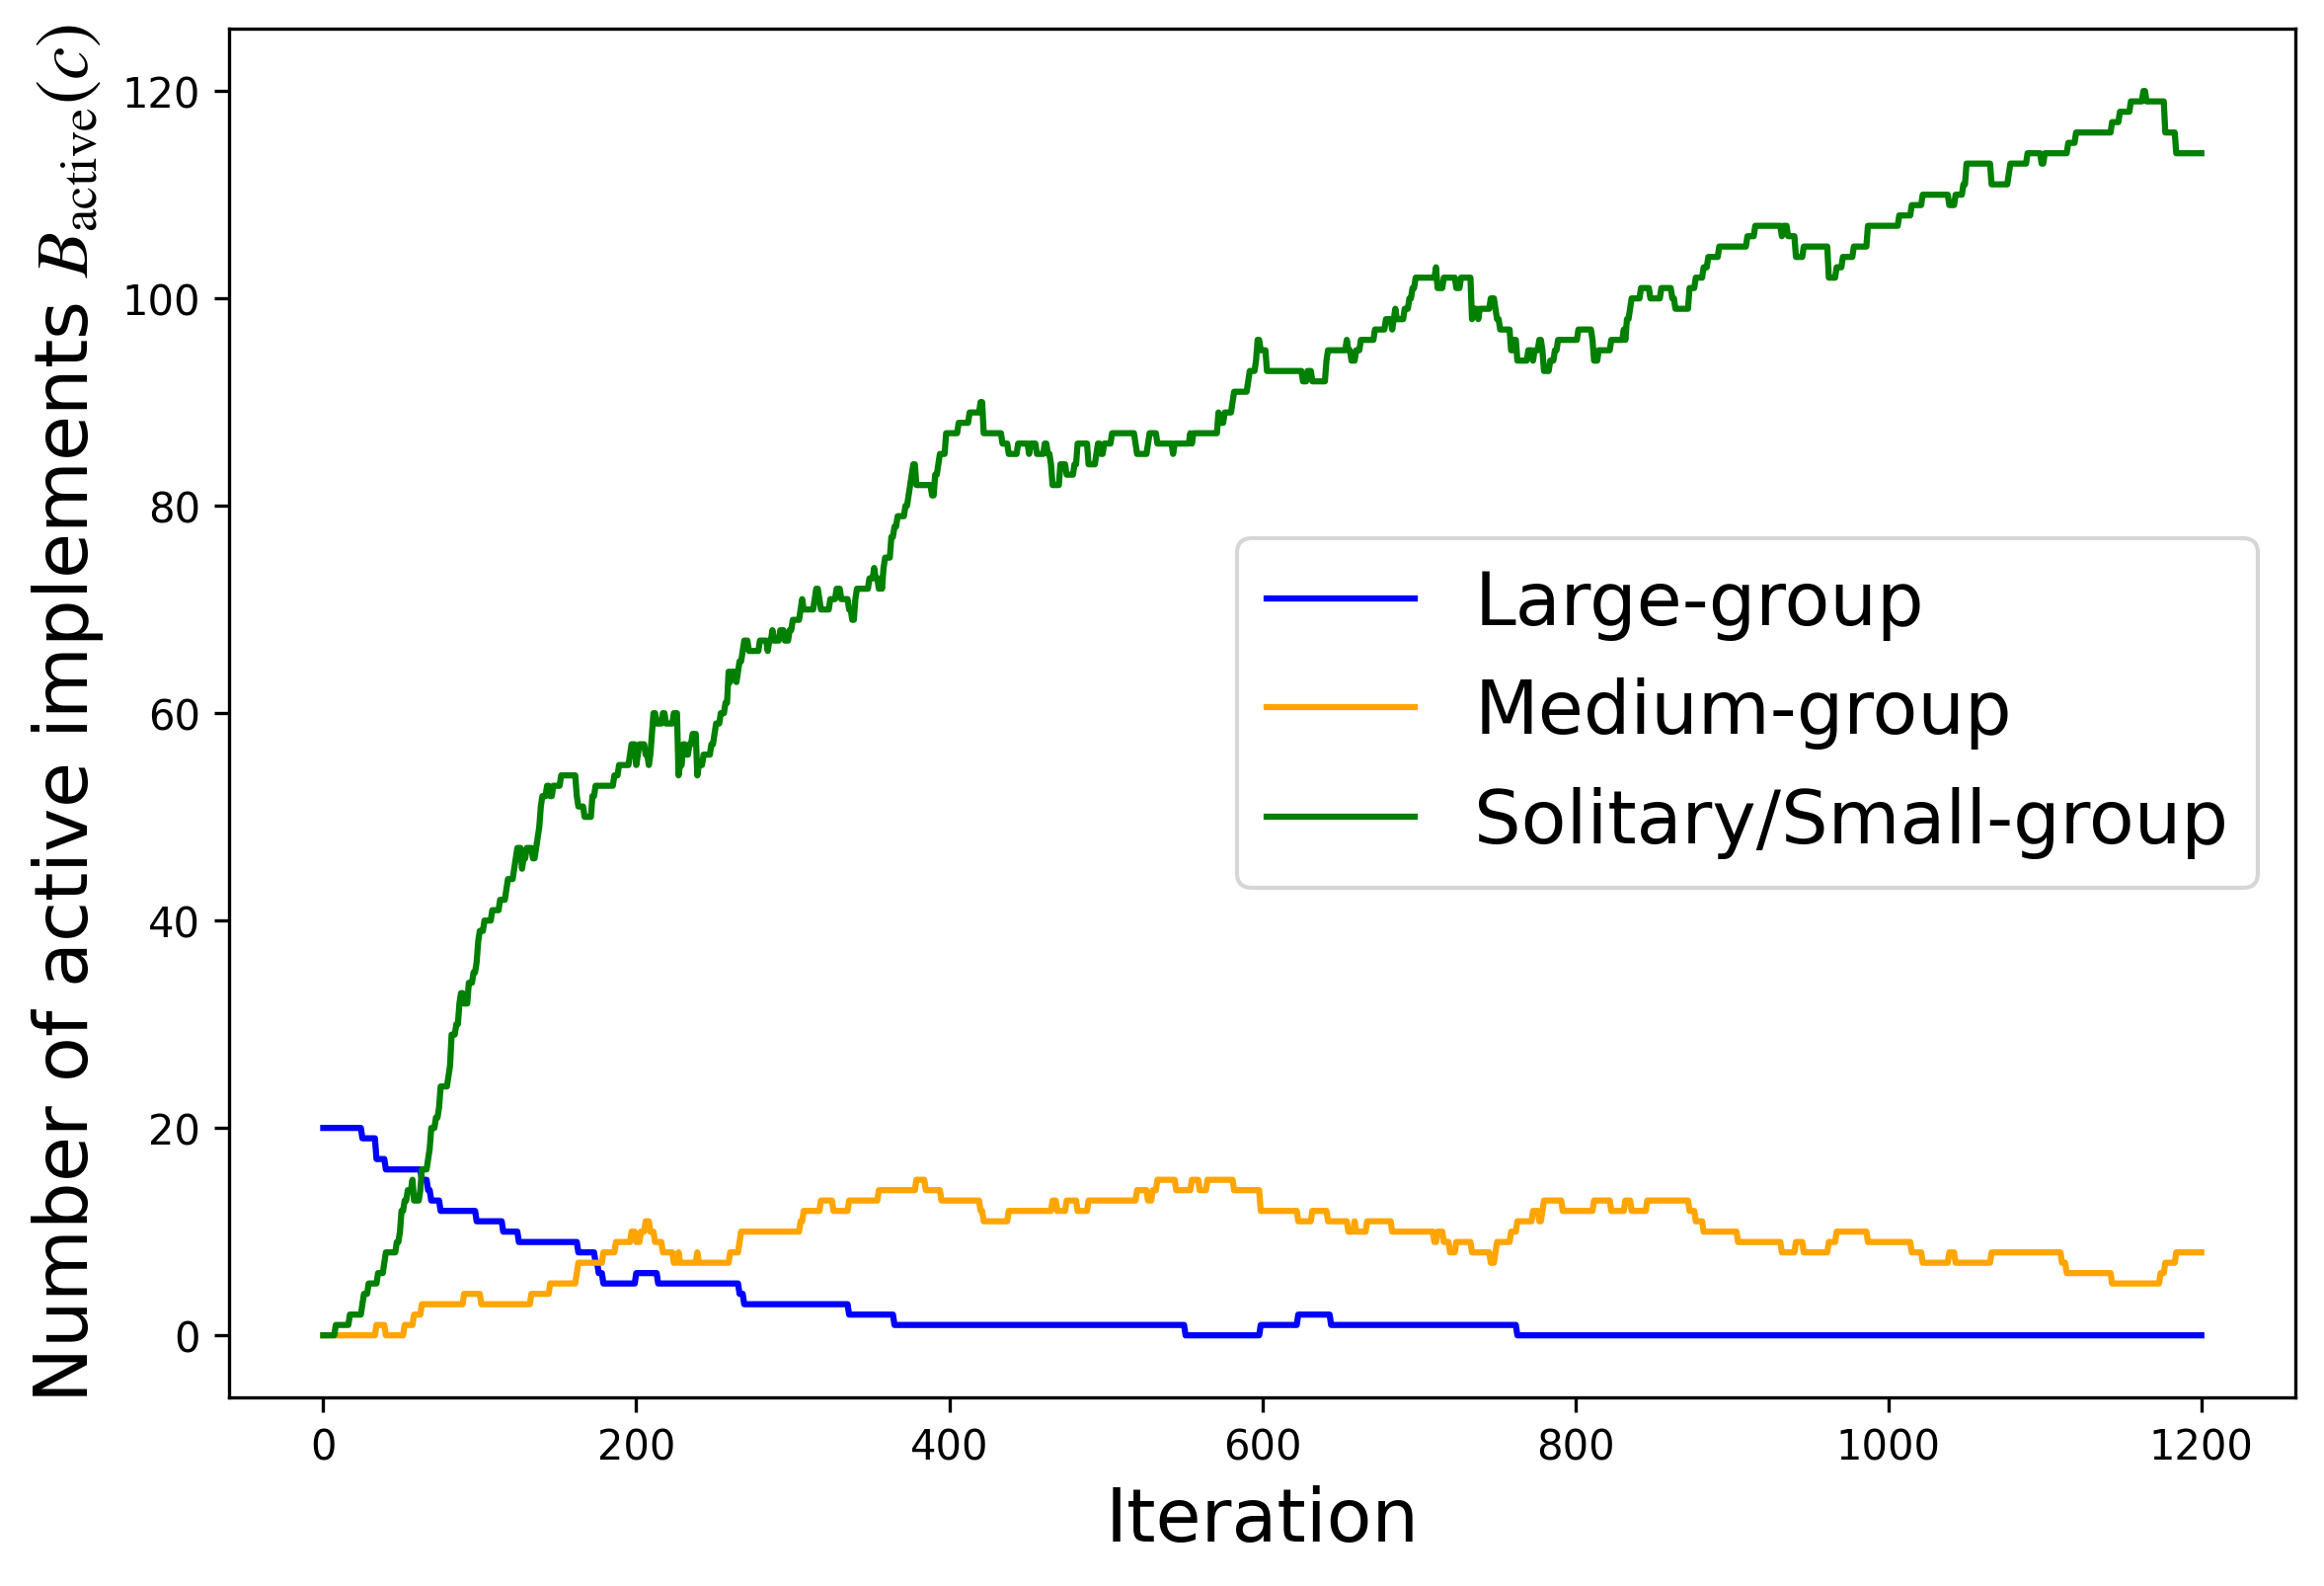 Number of active implements B_active(c)
120
100
80
60
40
20
0
Large-group
Medium-group
Solitary/Small-group
0 200 400 600 800 1000 1200
Iteration